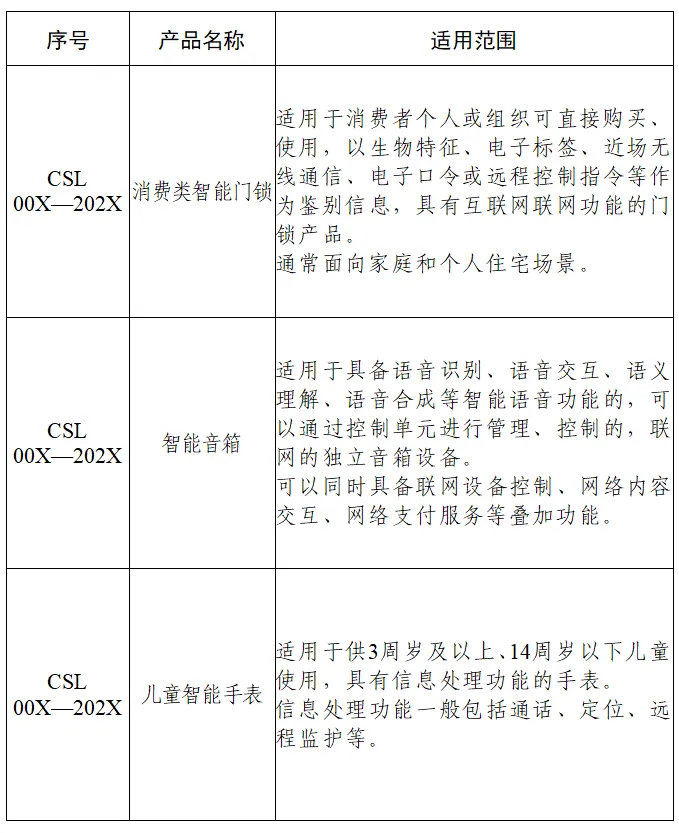 序号 产品名称 适用范围
CSL
00X—202X
消费类智能门锁
适用于消费者个人或组织可直接购买、
使用，以生物特征、电子标签、近场无
线通信、电子口令或远程控制指令等作
为鉴别信息，具有互联网联网功能的门
锁产品。
通常面向家庭和个人住宅场景。
CSL
00X—202X
智能音箱
适用于具备语音识别、语音交互、语义
理解、语音合成等智能语音功能的，可
以通过控制单元进行管理、控制的，联
网的独立音箱设备。
可以同时具备联网设备控制、网络内容
交互、网络支付服务等叠加功能。
CSL
00X—202X
儿童智能手表
适用于供3周岁及以上、14周岁以下儿童
使用，具有信息处理功能的手表。
信息处理功能一般包括通话、定位、远
程监护等。